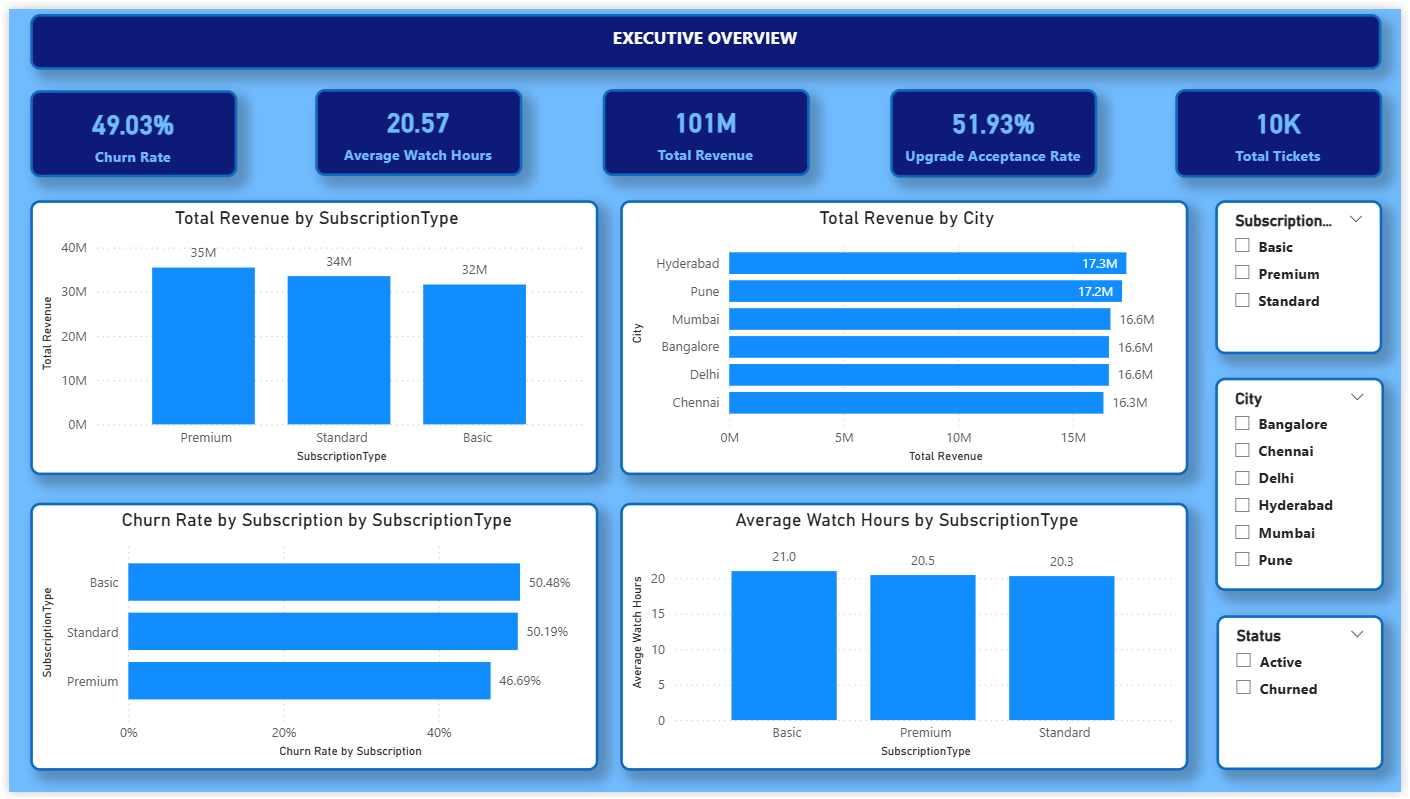 EXECUTIVE OVERVIEW
49.03%
Churn Rate
20.57
Average Watch Hours
101M
Total Revenue
51.93%
Upgrade Acceptance Rate
10K
Total Tickets
Total Revenue by SubscriptionType
Total Revenue
40M
30M
20M
10M
0M
35M
34M
32M
Premium
Standard
Basic
SubscriptionType
Total Revenue by City
City
Hyderabad 17.3M
Pune 17.2M
Mumbai 16.6M
Bangalore 16.6M
Delhi 16.6M
Chennai 16.3M
0M 5M 10M 15M
Total Revenue
Subscription...
Basic
Premium
Standard
City
Bangalore
Chennai
Delhi
Hyderabad
Mumbai
Pune
Churn Rate by Subscription by SubscriptionType
SubscriptionType
Basic 50.48%
Standard 50.19%
Premium 46.69%
0% 20% 40%
Churn Rate by Subscription
Average Watch Hours by SubscriptionType
Average Watch Hours
20
15
10
5
0
21.0
20.5
20.3
Basic
Premium
Standard
SubscriptionType
Status
Active
Churned